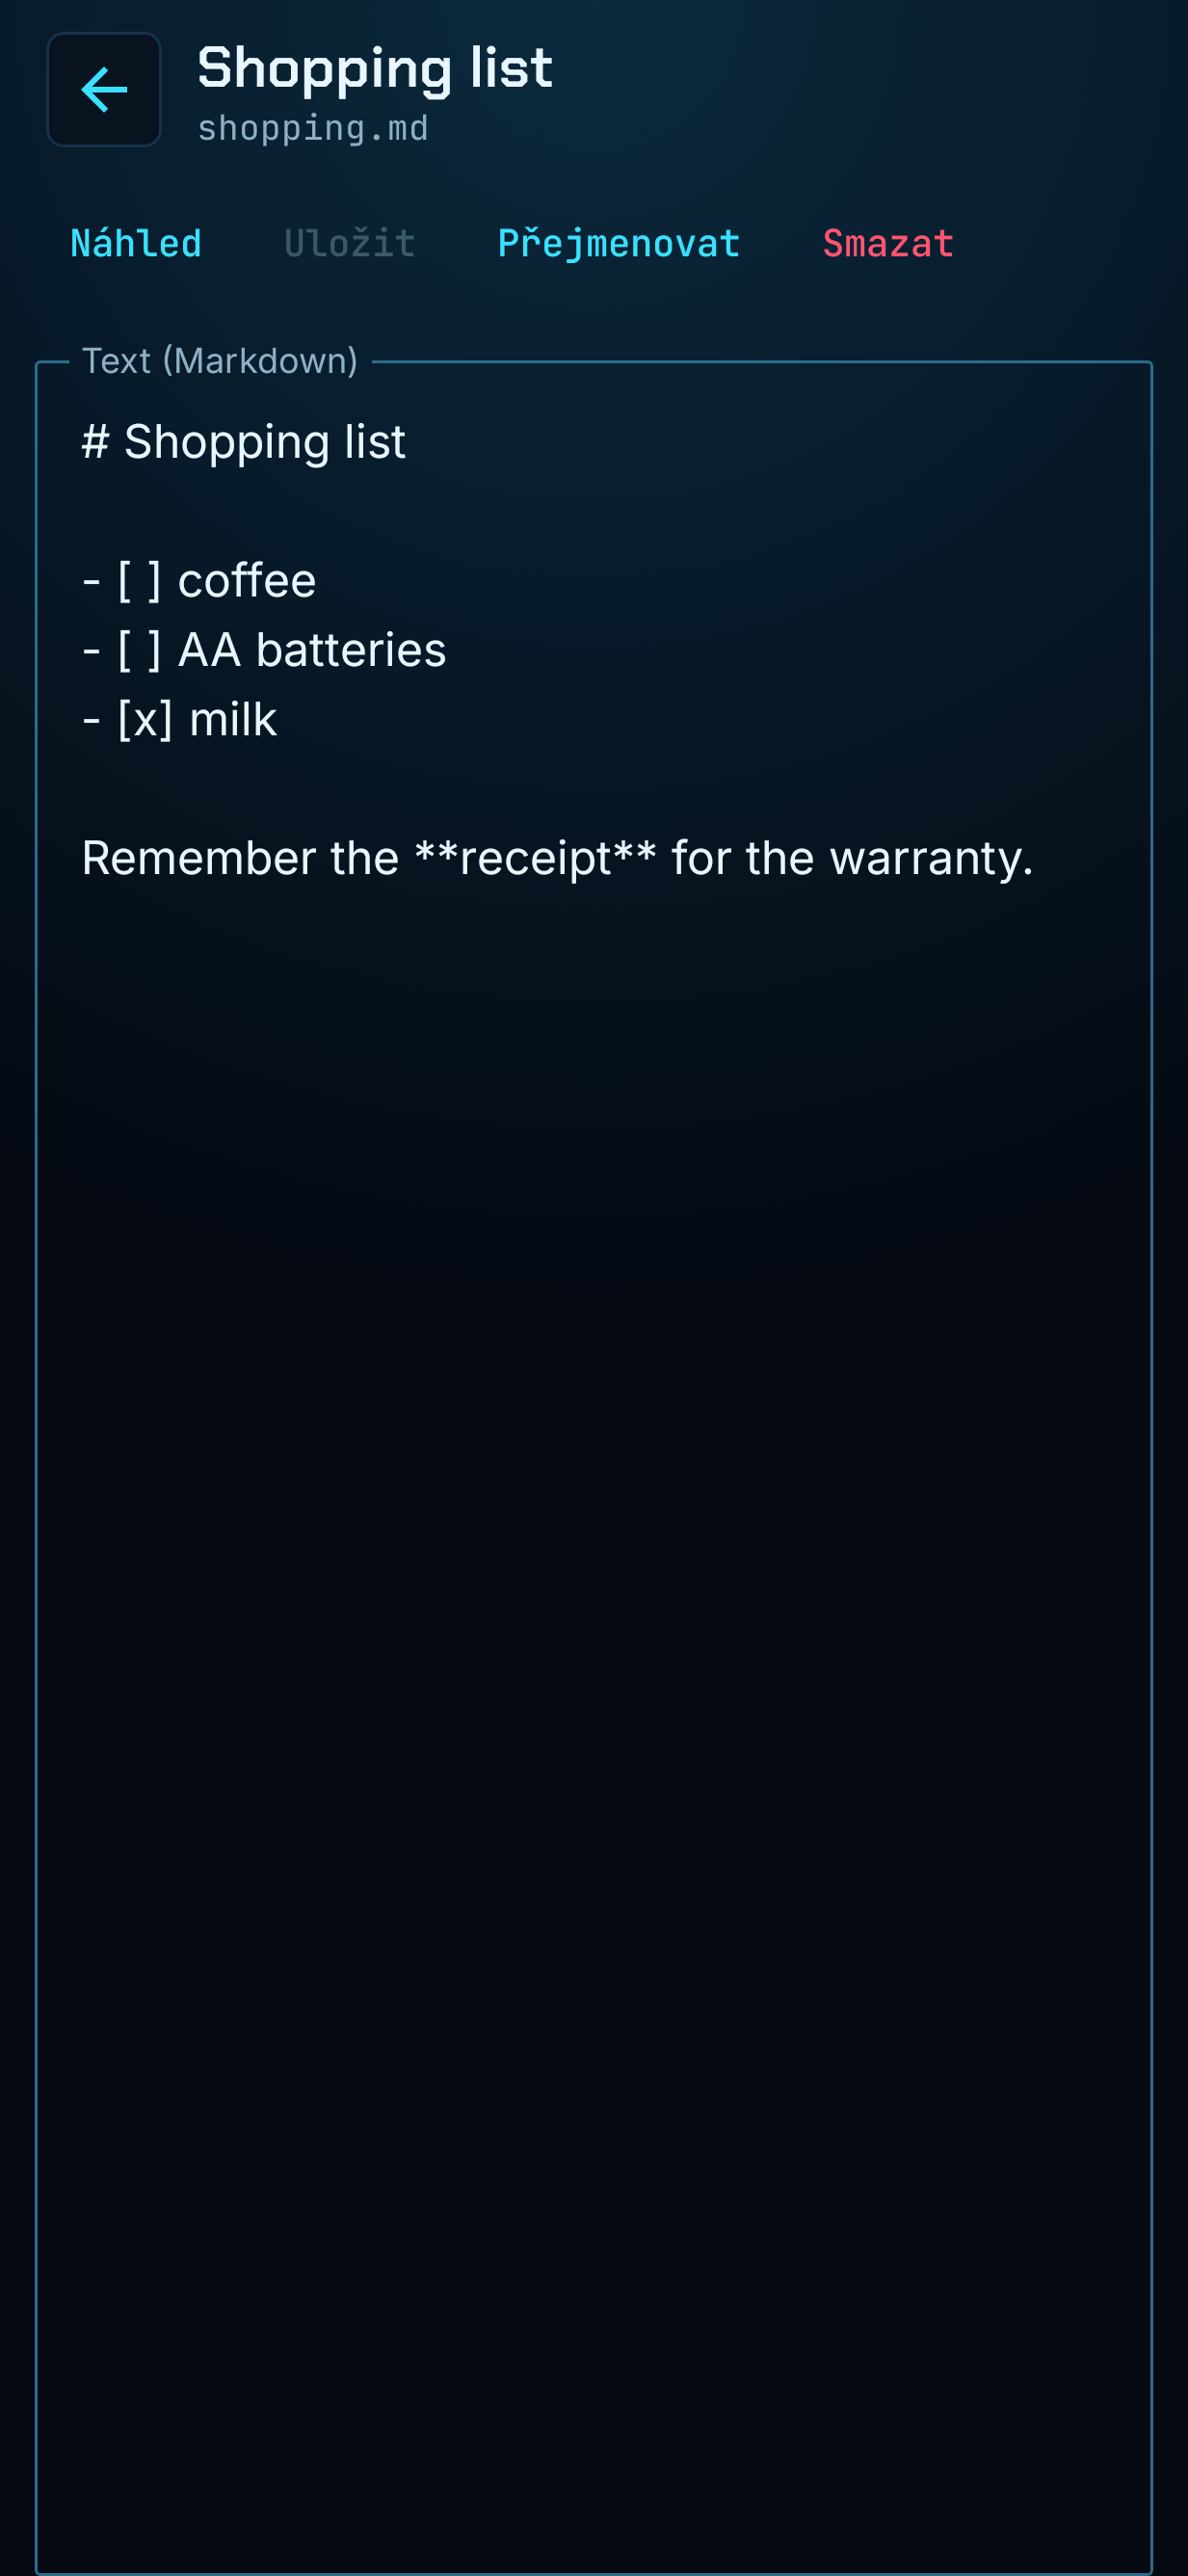 Shopping list
shopping.md
Náhled Uložit Přejmenovat Smazat
Text (Markdown)
# Shopping list
- [ ] coffee
- [ ] AA batteries
- [x] milk
Remember the **receipt** for the warranty.